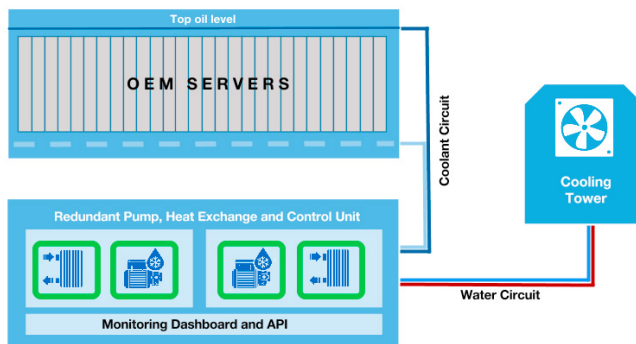 Top oil level
OEM SERVERS
Coolant Circuit
Cooling
Tower
Redundant Pump, Heat Exchange and Control Unit
Water Circuit
Monitoring Dashboard and API